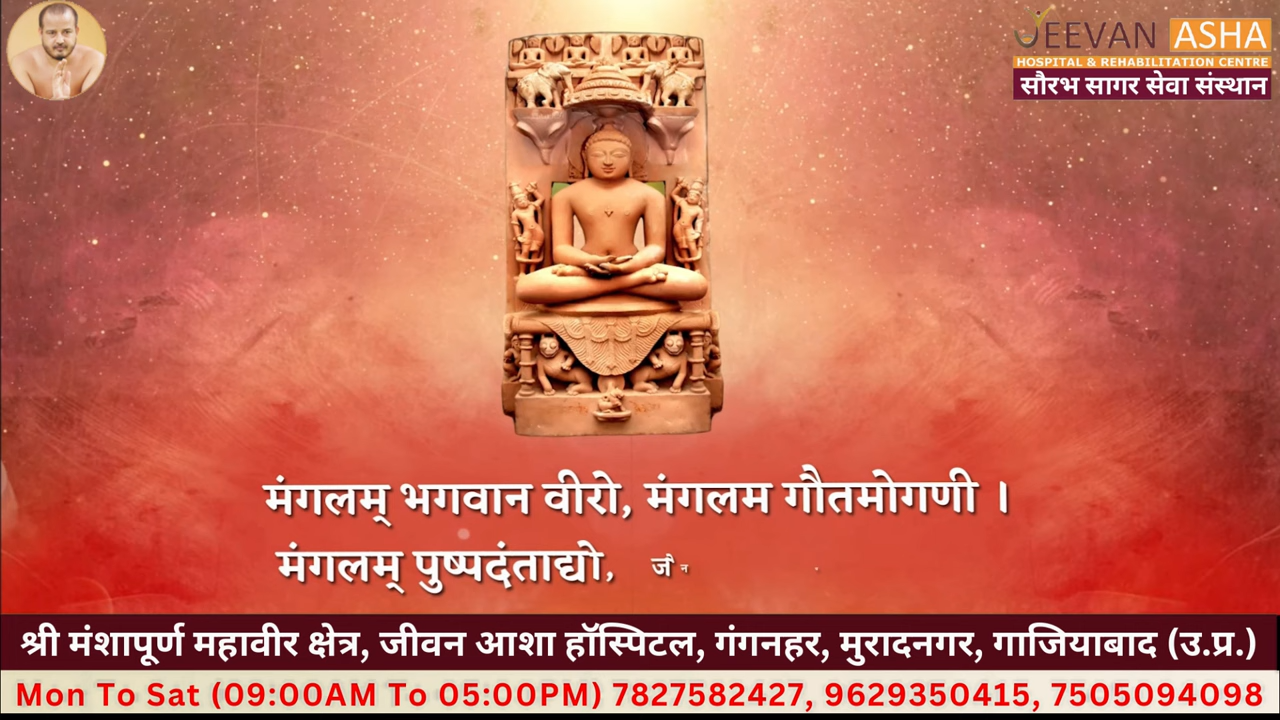 JEEVAN ASHA
HOSPITAL & REHABILITATION CENTRE
सौरभ सागर सेवा संस्थान
मंगलम् भगवान वीरो, मंगलम गौतमोगणी ।
मंगलम् पुष्पदंताद्यो, जैन
श्री मंशापूर्ण महावीर क्षेत्र, जीवन आशा हॉस्पिटल, गंगनहर, मुरादनगर, गाजियाबाद (उ.प्र.)
Mon To Sat (09:00AM To 05:00PM) 7827582427, 9629350415, 7505094098